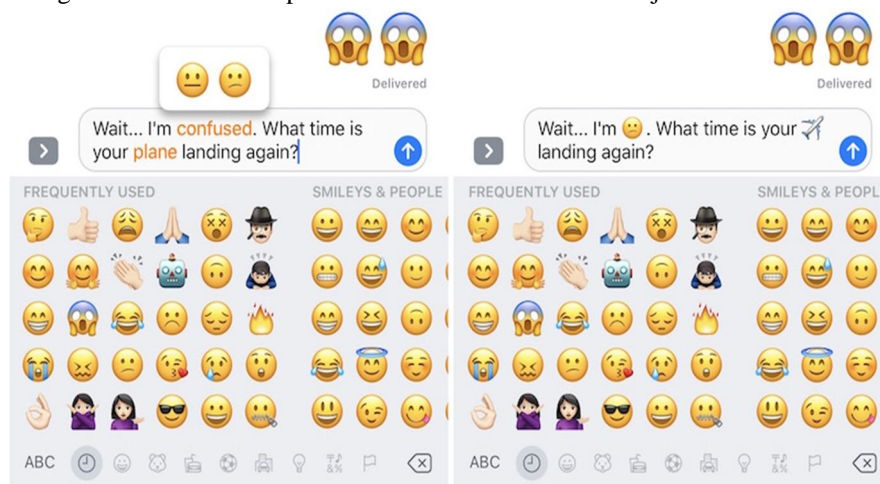 Delivered
Wait... I'm confused. What time is
your plane landing again?
FREQUENTLY USED
SMILEYS & PEOPLE
ABC
Delivered
Wait... I'm 😕. What time is your ✈️
landing again?
FREQUENTLY USED
SMILEYS & PEOPL
ABC